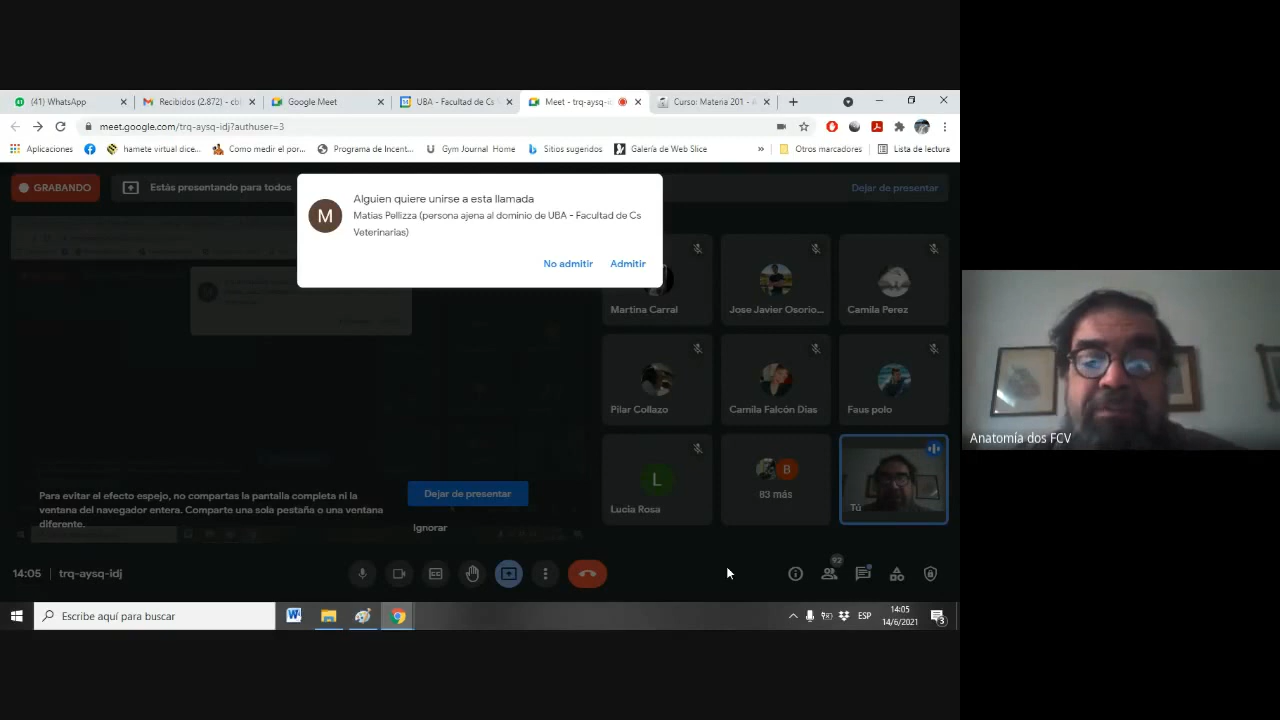 (41) WhatsApp
Recibidos (2.872) - cbl
Google Meet
UBA - Facultad de Cs V
Meet - trq-aysq-idj
Curso: Materia 201 - 
meet.google.com/trq-aysq-idj?authuser=3
Aplicaciones
hamete virtual dice...
Como medir el por...
Programa de Incent...
Gym Journal Home
Sitios sugeridos
Galería de Web Slice
»
Otros marcadores
Lista de lectura
GRABANDO
Estás presentando para todos
Dejar de presentar
M
Alguien quiere unirse a esta llamada
Matias Pellizza (persona ajena al dominio de UBA - Facultad de Cs
Veterinarias)
No admitir
Admitir
Martina Carral
Jose Javier Osorio...
Camila Perez
Pilar Collazo
Camila Falcón Días
Faus polo
L
Lucia Rosa
B
83 más
Tú
Para evitar el efecto espejo, no compartas la pantalla completa ni la
ventana del navegador entera. Comparte una sola pestaña o una ventana
diferente.
Dejar de presentar
Ignorar
14:05 | trq-aysq-idj
92
Escribe aquí para buscar
ESP
14:05
14/6/2021
3
Anatomía dos FCV